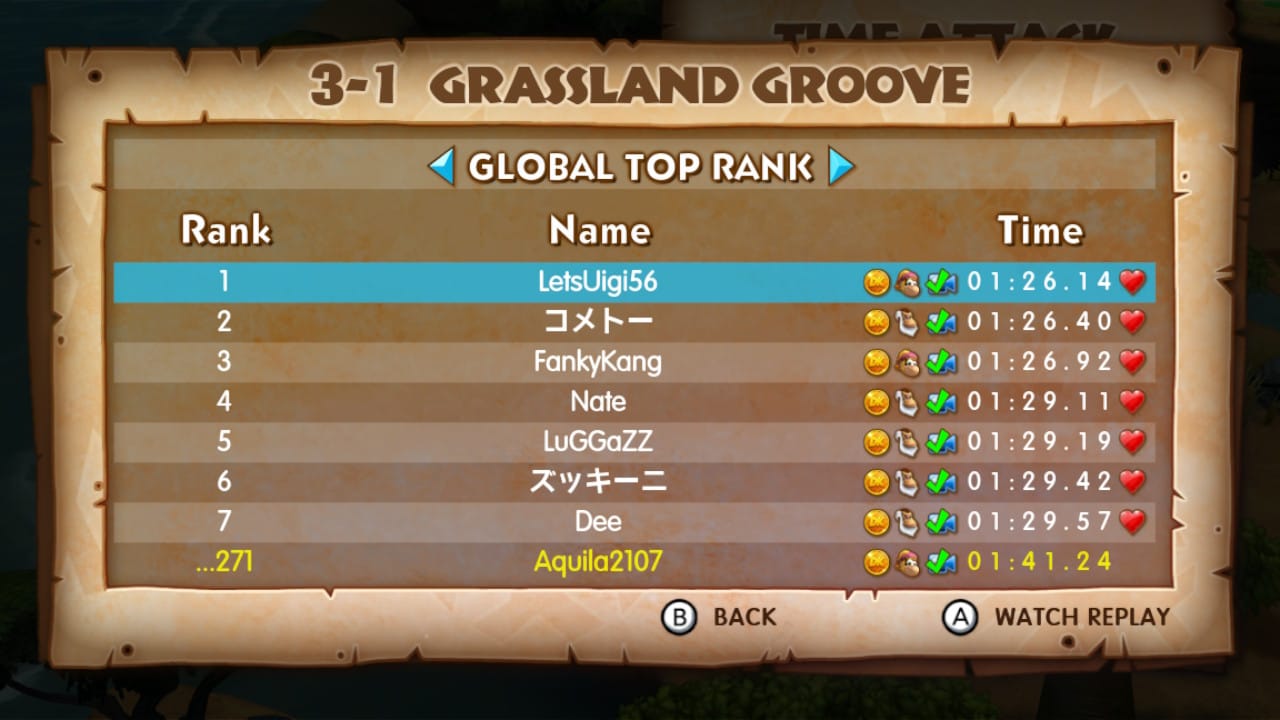 TIME ATTACK
3-1 GRASSLAND GROOVE
GLOBAL TOP RANK
Rank Name Time
1 LetsUigi56 01:26.14
2 コメトー 01:26.40
3 FankyKang 01:26.92
4 Nate 01:29.11
5 LuGGaZZ 01:29.19
6 ズッキーニ 01:29.42
7 Dee 01:29.57
...271 Aquila2107 01:41.24
B BACK A WATCH REPLAY